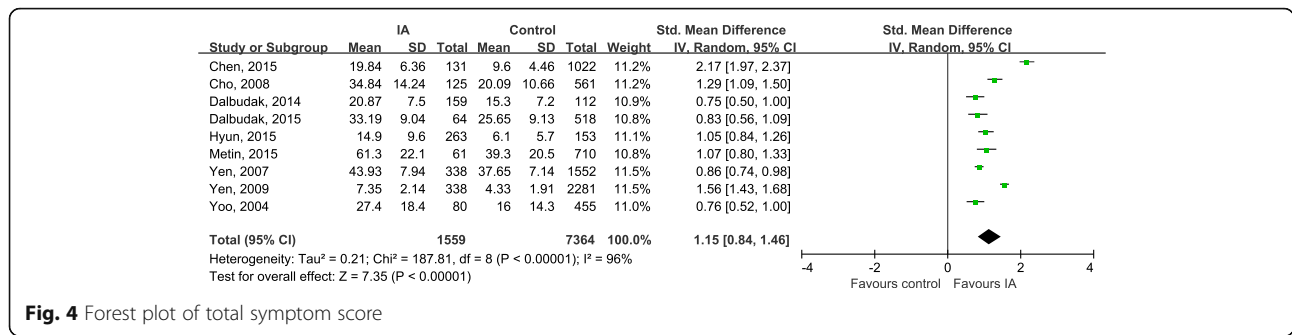 IA Control Std. Mean Difference Std. Mean Difference
Study or Subgroup Mean SD Total Mean SD Total Weight IV, Random, 95% CI IV, Random, 95% CI
Chen, 2015 19.84 6.36 131 9.6 4.46 1022 11.2% 2.17 [1.97, 2.37]
Cho, 2008 34.84 14.24 125 20.09 10.66 561 11.2% 1.29 [1.09, 1.50]
Dalbudak, 2014 20.87 7.5 159 15.3 7.2 112 10.9% 0.75 [0.50, 1.00]
Dalbudak, 2015 33.19 9.04 64 25.65 9.13 518 10.8% 0.83 [0.56, 1.09]
Hyun, 2015 14.9 9.6 263 6.1 5.7 153 11.1% 1.05 [0.84, 1.26]
Metin, 2015 61.3 22.1 61 39.3 20.5 710 10.8% 1.07 [0.80, 1.33]
Yen, 2007 43.93 7.94 338 37.65 7.14 1552 11.5% 0.86 [0.74, 0.98]
Yen, 2009 7.35 2.14 338 4.33 1.91 2281 11.5% 1.56 [1.43, 1.68]
Yoo, 2004 27.4 18.4 80 16 14.3 455 11.0% 0.76 [0.52, 1.00]
Total (95% CI) 1559 7364 100.0% 1.15 [0.84, 1.46]
Heterogeneity: Tau² = 0.21; Chi² = 187.81, df = 8 (P < 0.00001); I² = 96%
Test for overall effect: Z = 7.35 (P < 0.00001)
-4 -2 0 2 4
Favours control Favours IA
Fig. 4 Forest plot of total symptom score